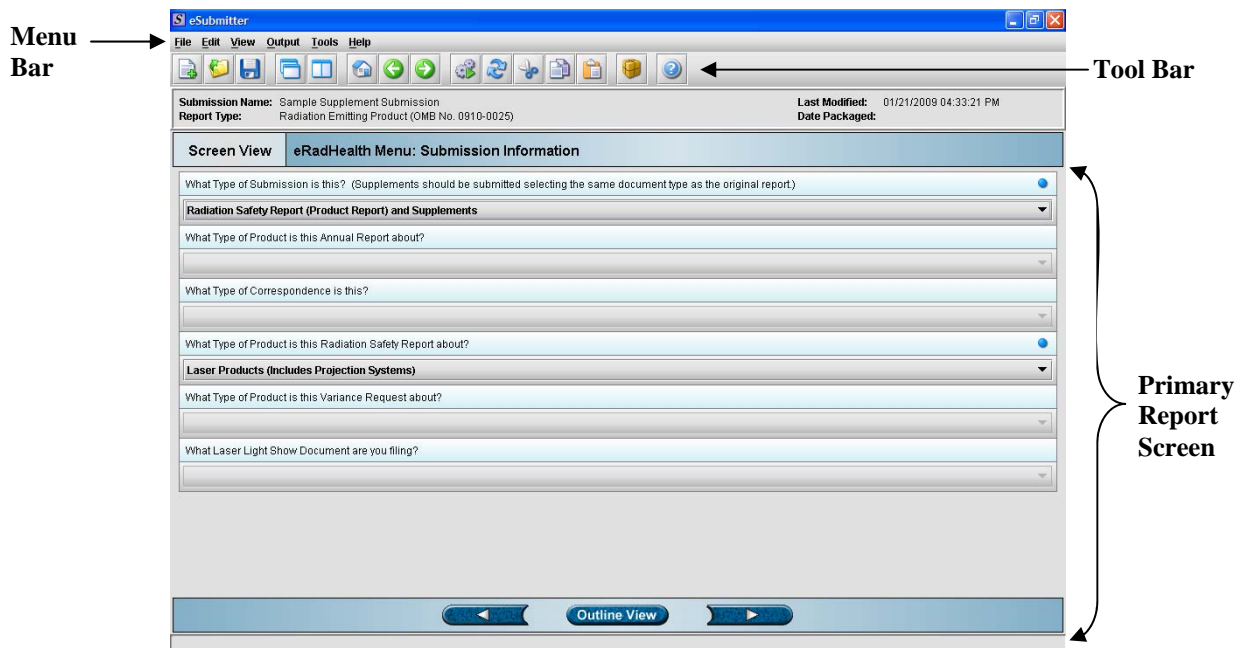 eSubmitter
Menu
Bar
File Edit View Output Tools Help
Tool Bar
Submission Name: Sample Supplement Submission Last Modified: 01/21/2009 04:33:21 PM
Report Type: Radiation Emitting Product (OMB No. 0910-0025) Date Packaged:
Screen View eRadHealth Menu: Submission Information
What Type of Submission is this? (Supplements should be submitted selecting the same document type as the original report.)
Radiation Safety Report (Product Report) and Supplements
What Type of Product is this Annual Report about?
What Type of Correspondence is this?
What Type of Product is this Radiation Safety Report about?
Laser Products (Includes Projection Systems)
What Type of Product is this Variance Request about?
What Laser Light Show Document are you filing?
Primary
Report
Screen
Outline View